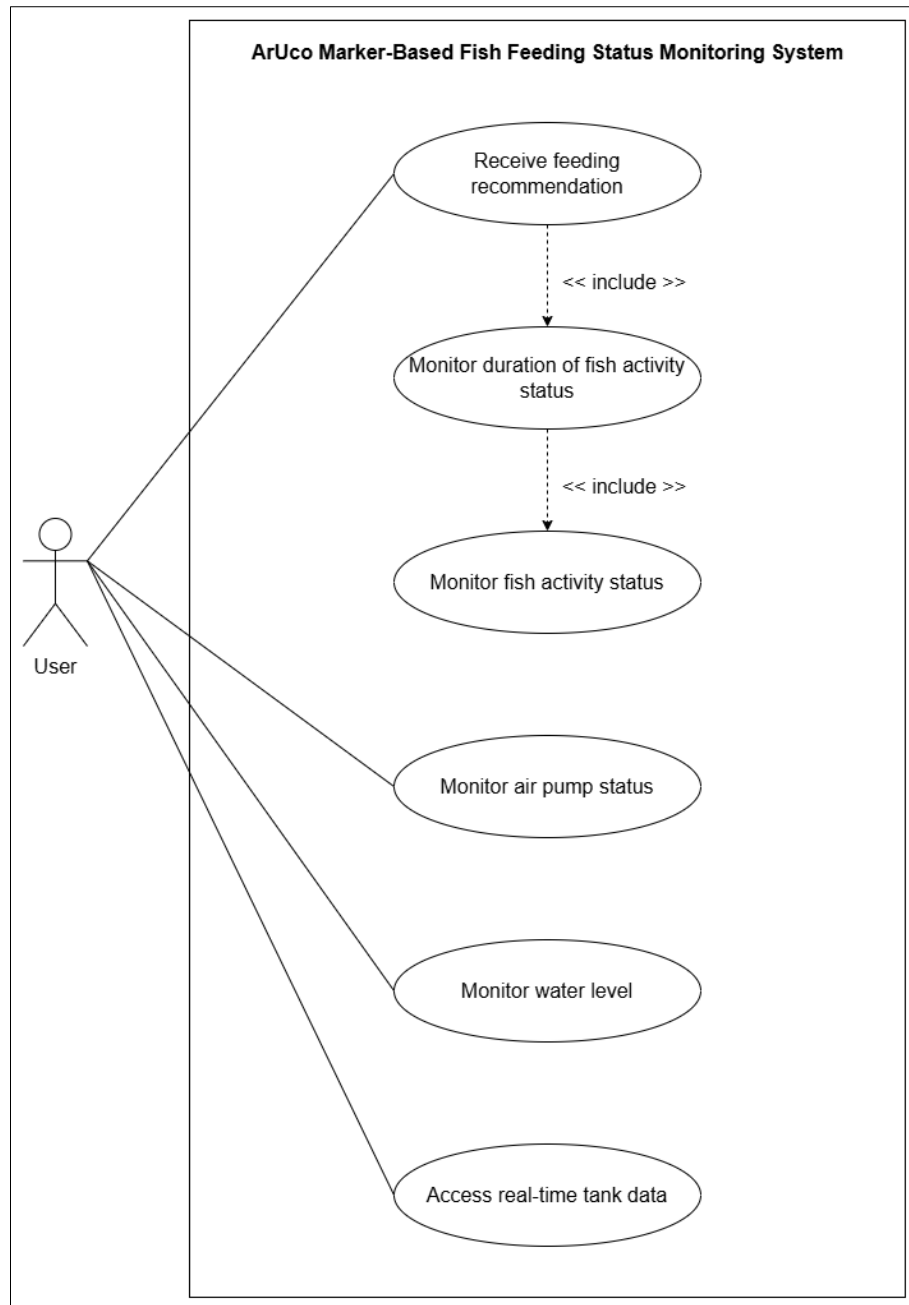 ArUco Marker-Based Fish Feeding Status Monitoring System
Receive feeding
recommendation
<< include >>
Monitor duration of fish activity
status
<< include >>
Monitor fish activity status
User
Monitor air pump status
Monitor water level
Access real-time tank data